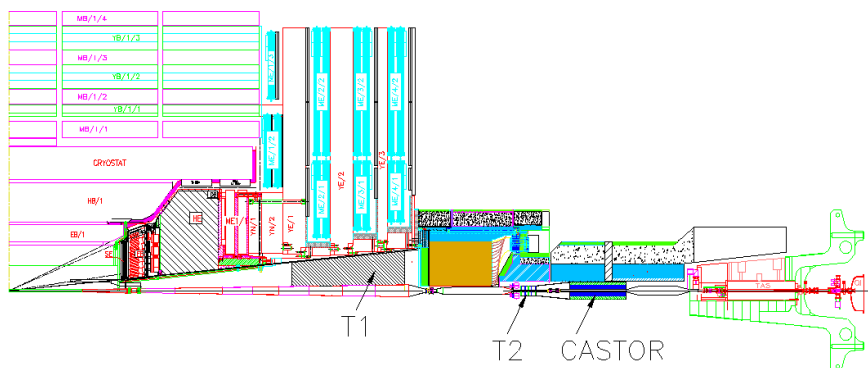 MB/1/4
YB/1/3
MB/1/3
YB/1/2
MB/1/2
YB/1/1
MB/1/1
CRYOSTAT
HB/1
EB/1
SE
HE
ME1/1
YN/1
YN/2
YE/1
ME/1/3
ME/1/2
ME/2/2
ME/2/1
YE/2
ME/3/2
ME/3/1
YE/3
ME/4/2
ME/4/1
TAS
T1
T2
CASTOR